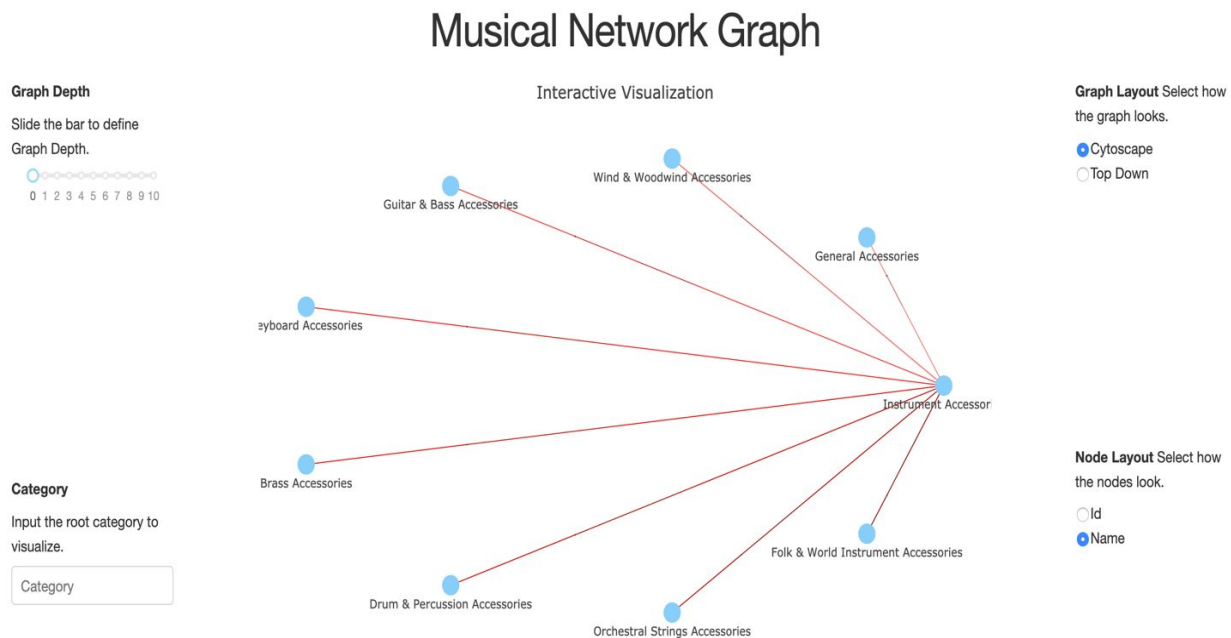 Musical Network Graph
Graph Depth
Slide the bar to define
Graph Depth.
0 1 2 3 4 5 6 7 8 9 10
Category
Input the root category to
visualize.
Category
Interactive Visualization
Wind & Woodwind Accessories
Guitar & Bass Accessories
General Accessories
eyboard Accessories
Instrument Accessor
Brass Accessories
Folk & World Instrument Accessories
Drum & Percussion Accessories
Orchestral Strings Accessories
Graph Layout Select how
the graph looks.
Cytoscape
Top Down
Node Layout Select how
the nodes look.
Id
Name